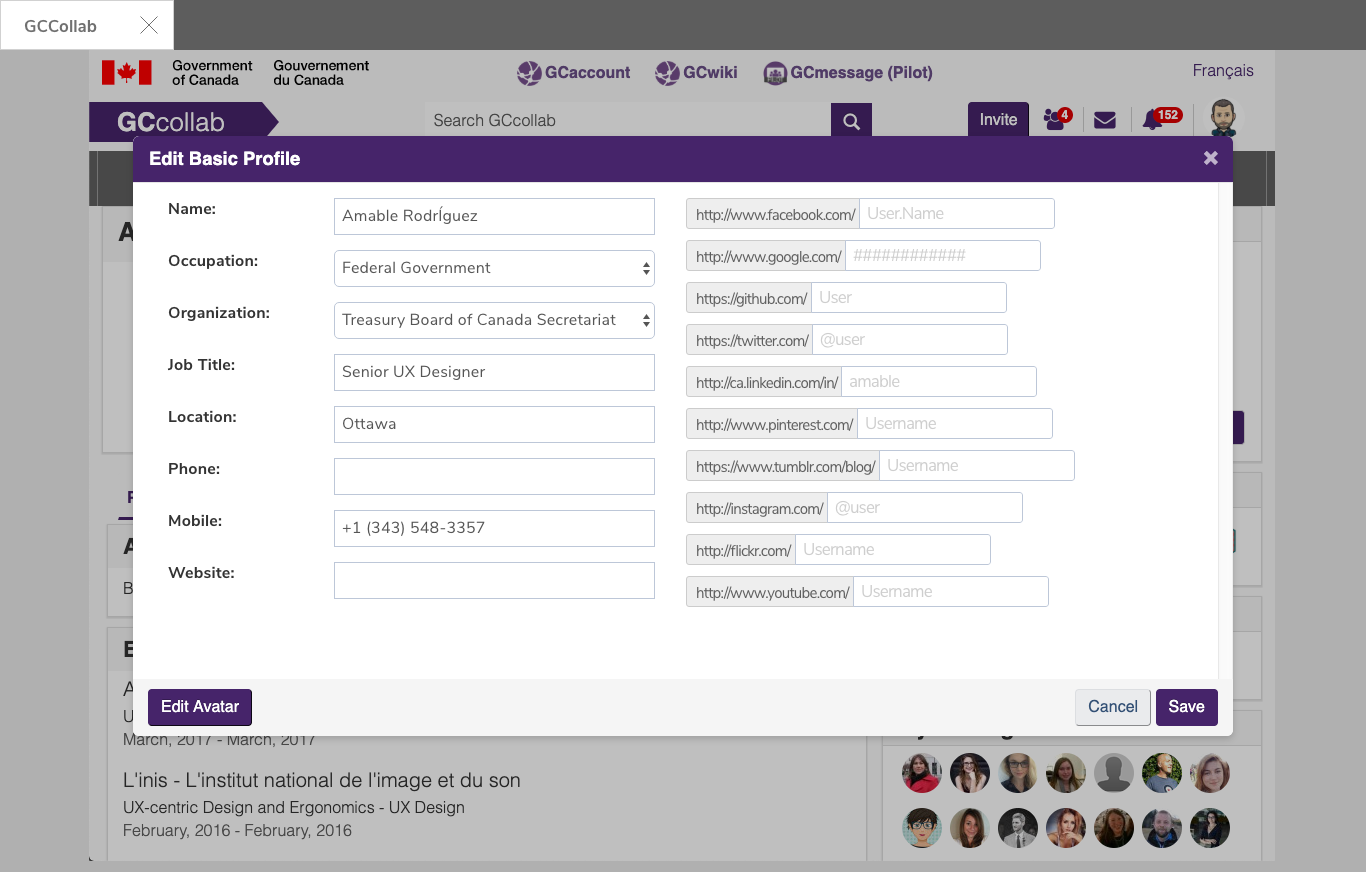 GCCollab
Government of Canada
Gouvernement du Canada
GCaccount
GCwiki
GCmessage (Pilot)
Français
GCcollab
Search GCcollab
Invite
4
152
Edit Basic Profile
Name:
Amable RodrÍguez
Occupation:
Federal Government
Organization:
Treasury Board of Canada Secretariat
Job Title:
Senior UX Designer
Location:
Ottawa
Phone:
Mobile:
+1 (343) 548-3357
Website:
http://www.facebook.com/ User.Name
http://www.google.com/ ############
https://github.com/ User
https://twitter.com/ @user
http://ca.linkedin.com/in/ amable
http://www.pinterest.com/ Username
https://www.tumblr.com/blog/ Username
http://instagram.com/ @user
http://flickr.com/ Username
http://www.youtube.com/ Username
Edit Avatar
Cancel
Save
March, 2017 - March, 2017
L'inis - L'institut national de l'image et du son
UX-centric Design and Ergonomics - UX Design
February, 2016 - February, 2016